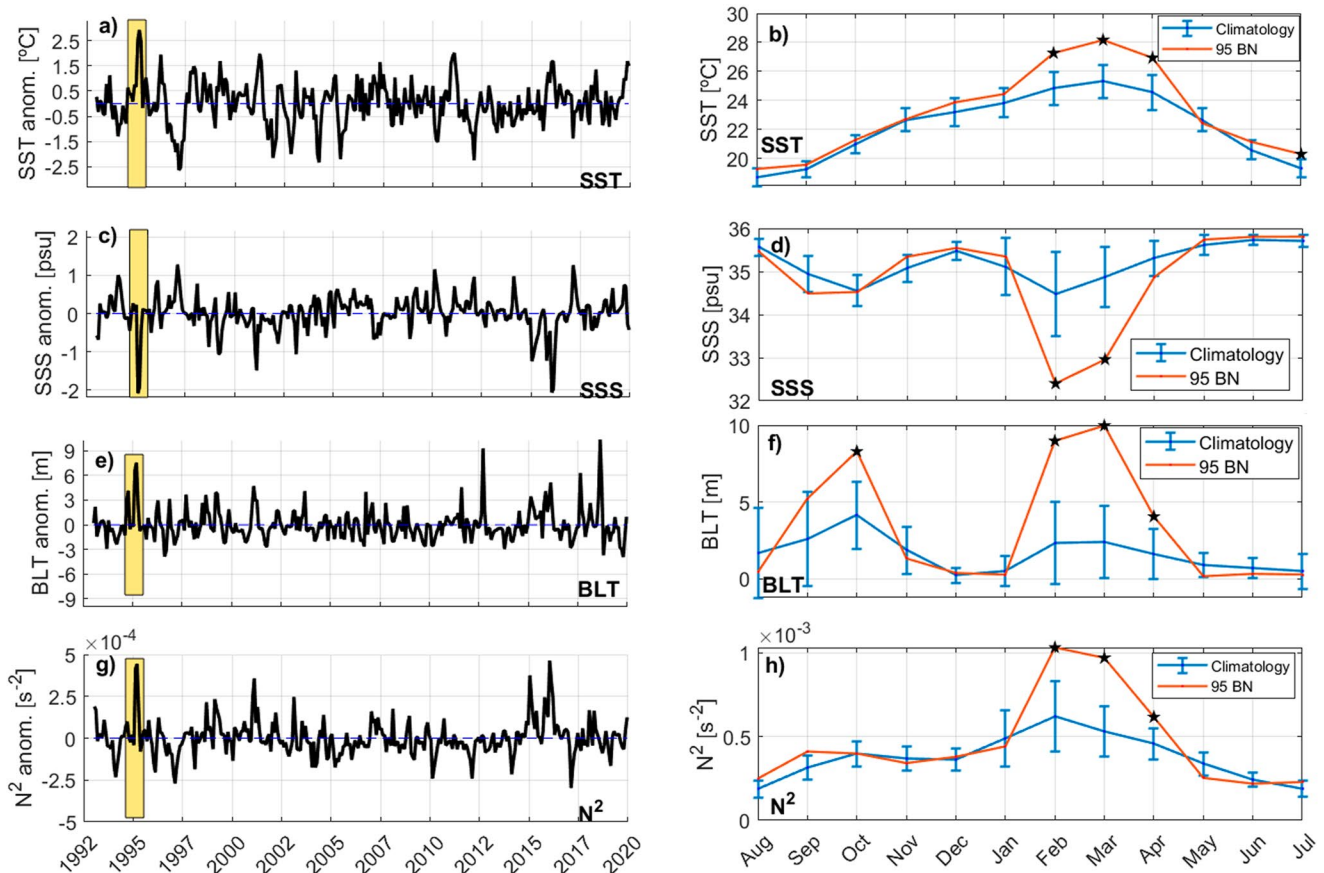 a)
SST anom. [ºC]
2.5
1.5
0.5
-0.5
-1.5
-2.5
SST
b)
SST [ºC]
30
28
26
24
22
20
Climatology
95 BN
SST
c)
SSS anom. [psu]
2
1
0
-1
-2
SSS
d)
SSS [psu]
36
35
34
33
32
Climatology
95 BN
SSS
e)
BLT anom. [m]
9
6
3
0
-3
-6
-9
BLT
f)
BLT [m]
10
5
0
Climatology
95 BN
BLT
g)
×10⁻⁴
N² anom. [s⁻²]
5
2.5
0
-2.5
-5
N²
1992 1995 1997 2000 2002 2005 2007 2010 2012 2015 2017 2020
h)
×10⁻³
N² [s⁻²]
1
0.5
0
Climatology
95 BN
N²
Aug Sep Oct Nov Dec Jan Feb Mar Apr May Jun Jul